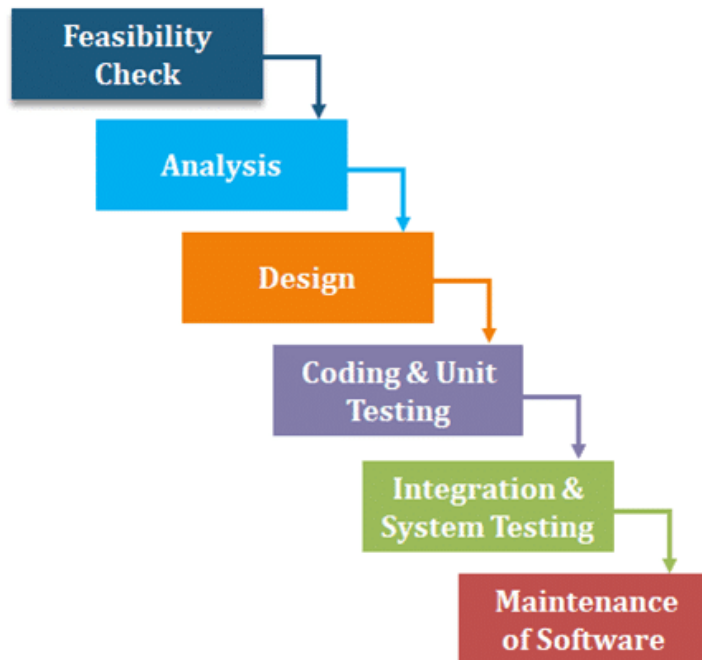 Feasibility
Check
Analysis
Design
Coding & Unit
Testing
Integration &
System Testing
Maintenance
of Software